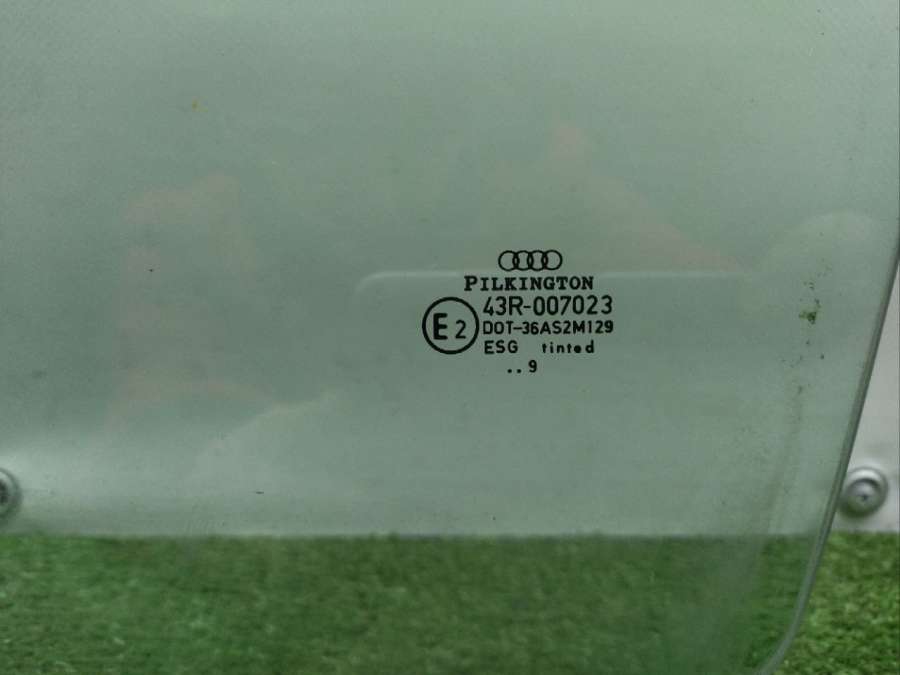 PILKINGTON
43R-007023
E2 DOT-36AS2M129
ESG tinted
..9